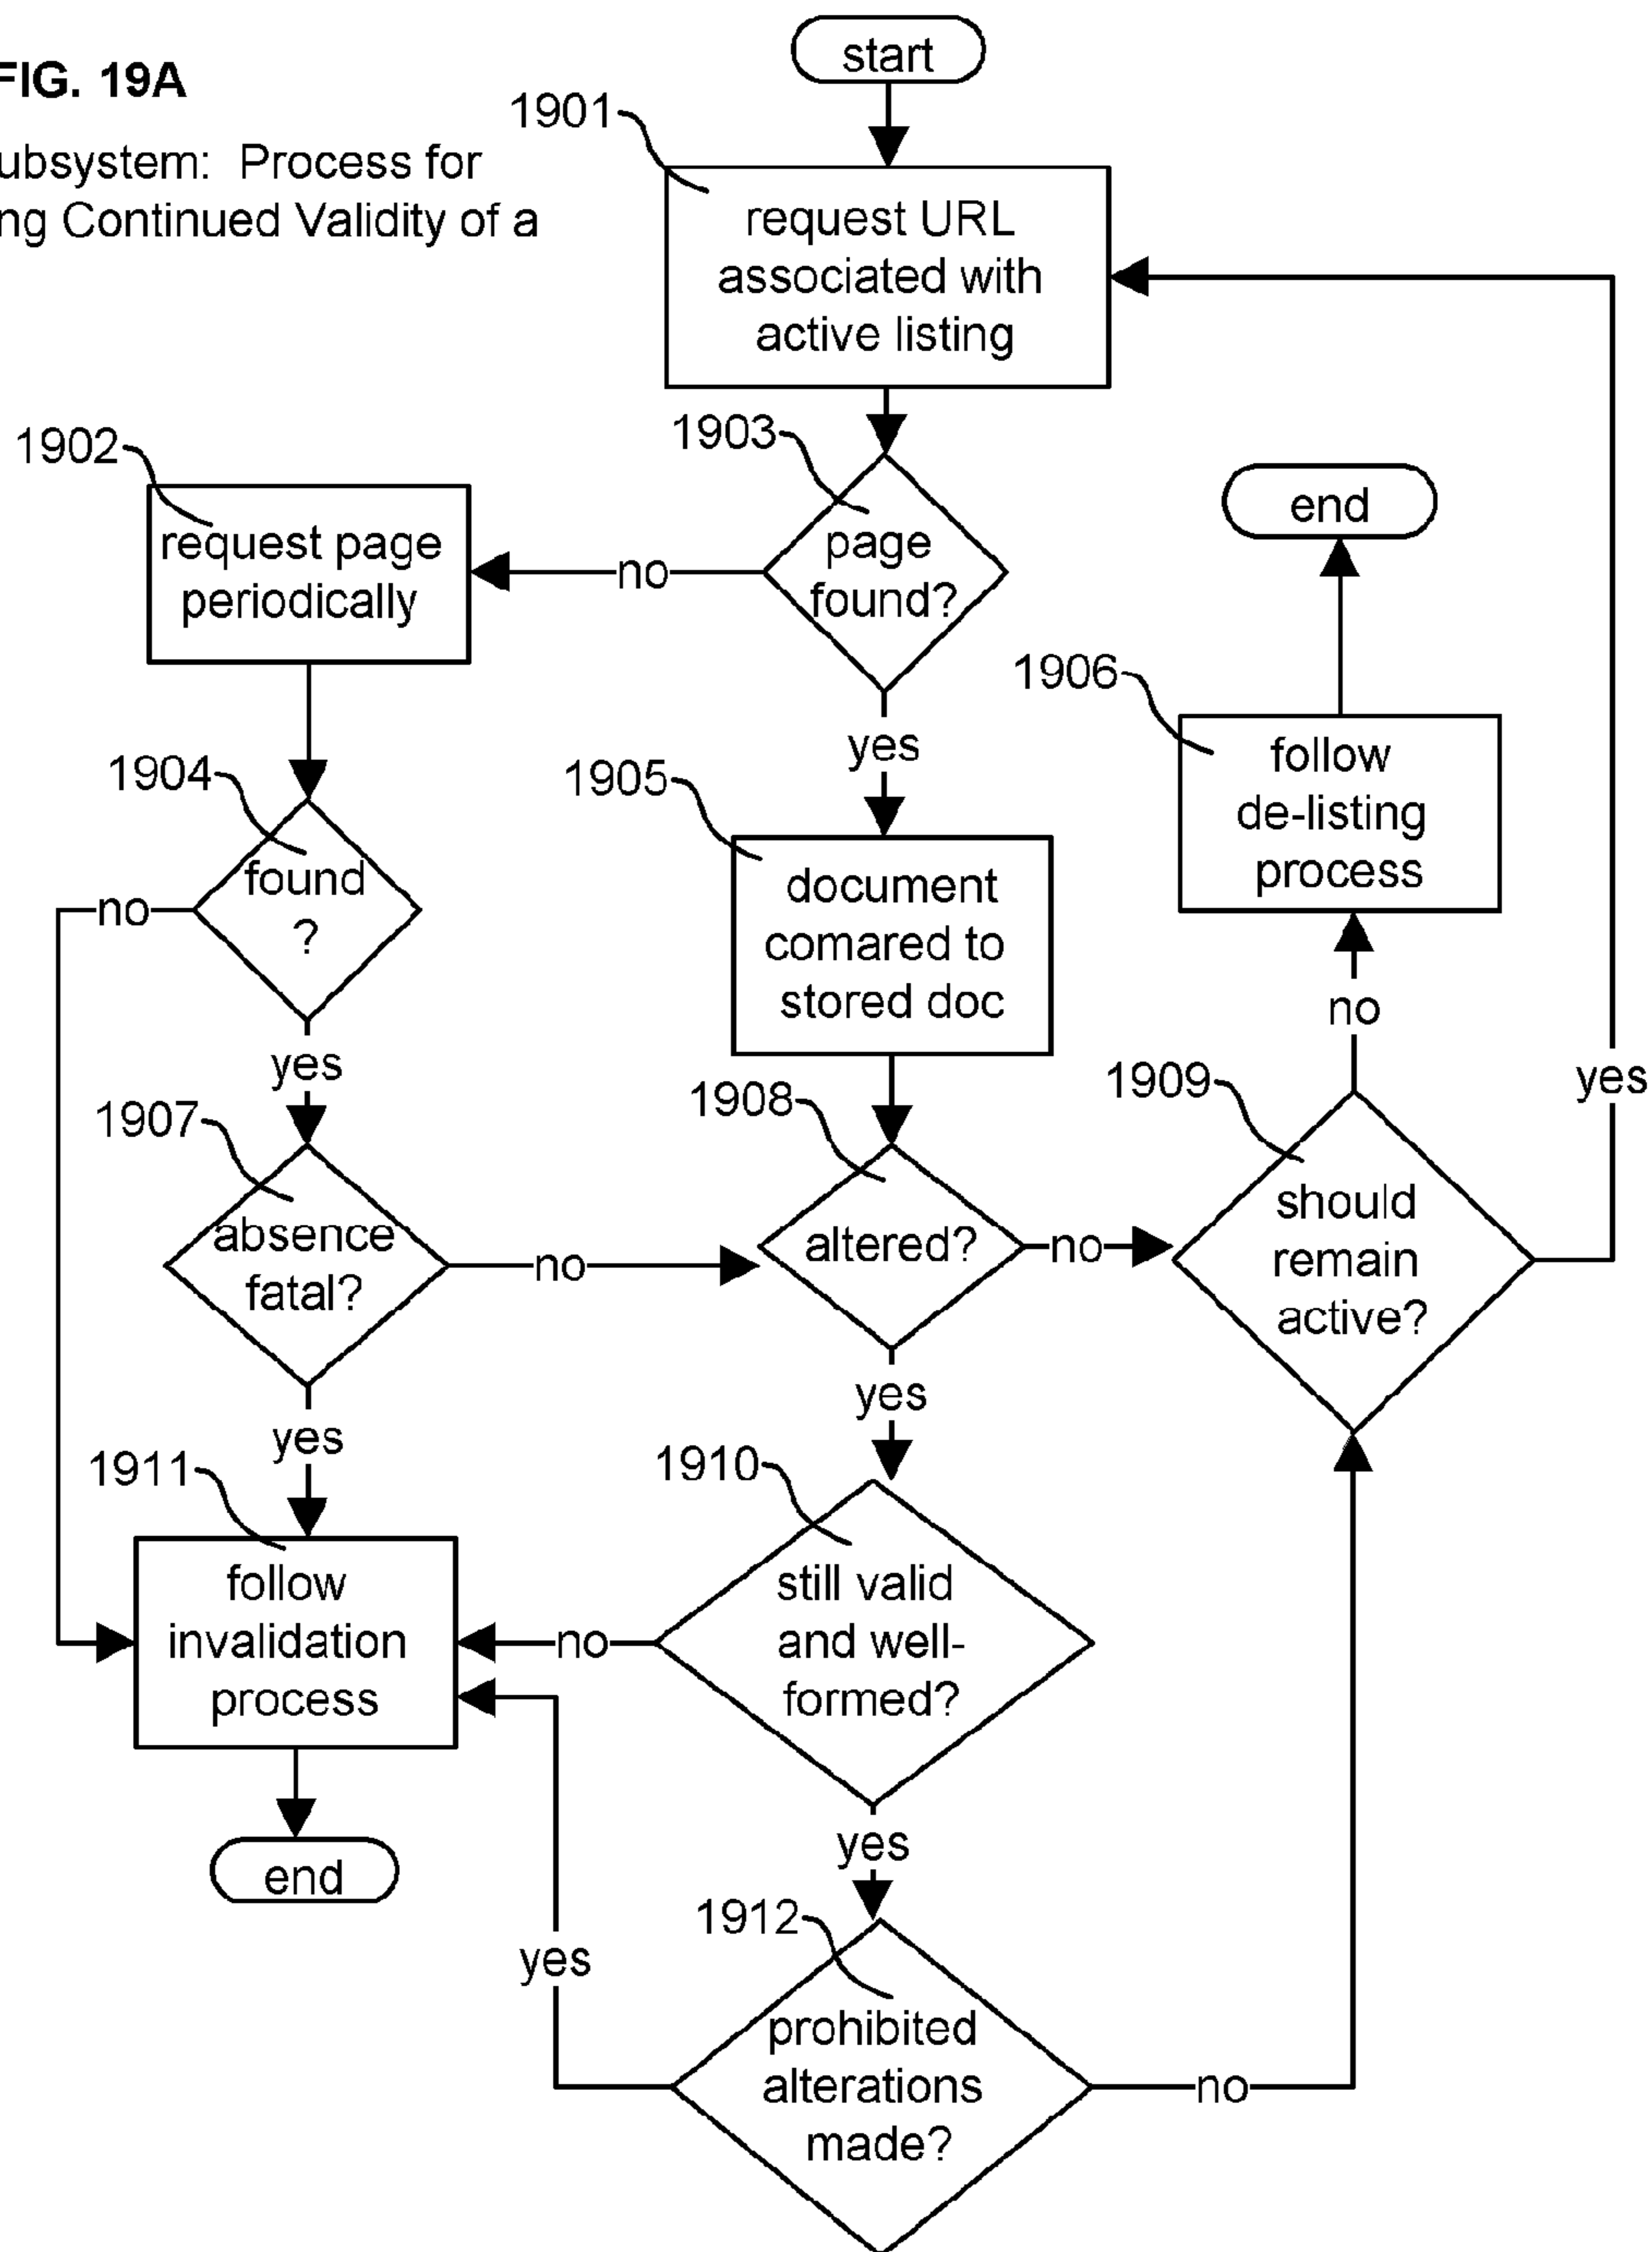 FIG. 19A
ubsystem: Process for
ng Continued Validity of a
start
1901
request URL
associated with
active listing
1902
request page
periodically
1903
page
found?
no
yes
end
1906
follow
de-listing
process
1904
found
?
no
yes
1905
document
comared to
stored doc
no
yes
1907
absence
fatal?
no
yes
1908
altered?
no
yes
1909
should
remain
active?
1911
follow
invalidation
process
end
1910
still valid
and well-
formed?
no
yes
1912
prohibited
alterations
made?
yes
no